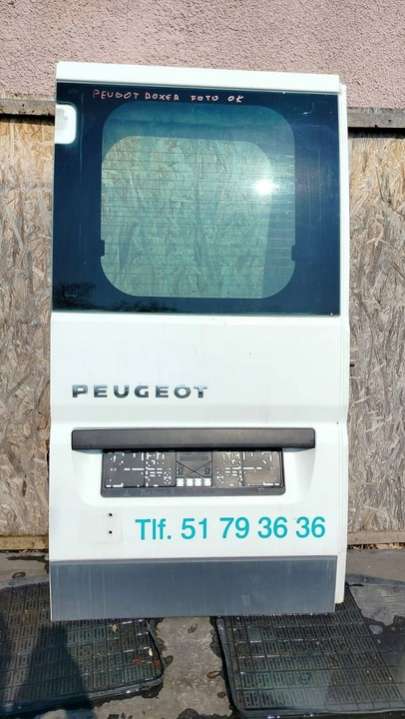 PEUGOT BOXER FOTO OK
PEUGEOT
Tlf. 51 79 36 36